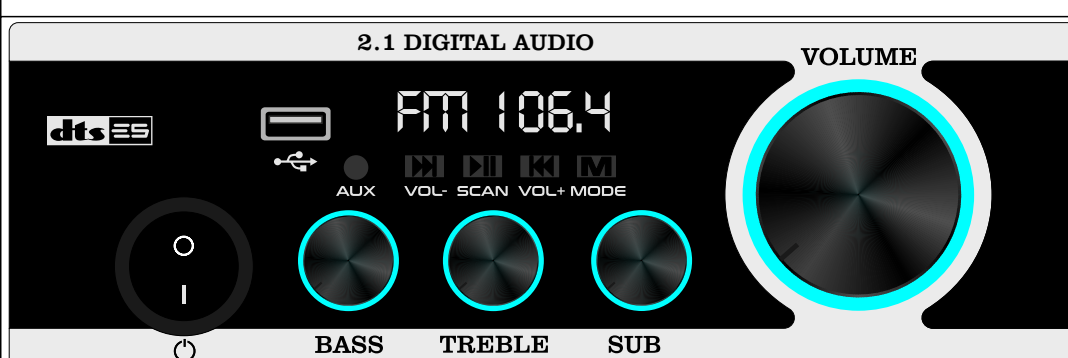 2.1 DIGITAL AUDIO
VOLUME
FM 106.4
dts ES
AUX VOL- SCAN VOL+ MODE
M
BASS TREBLE SUB